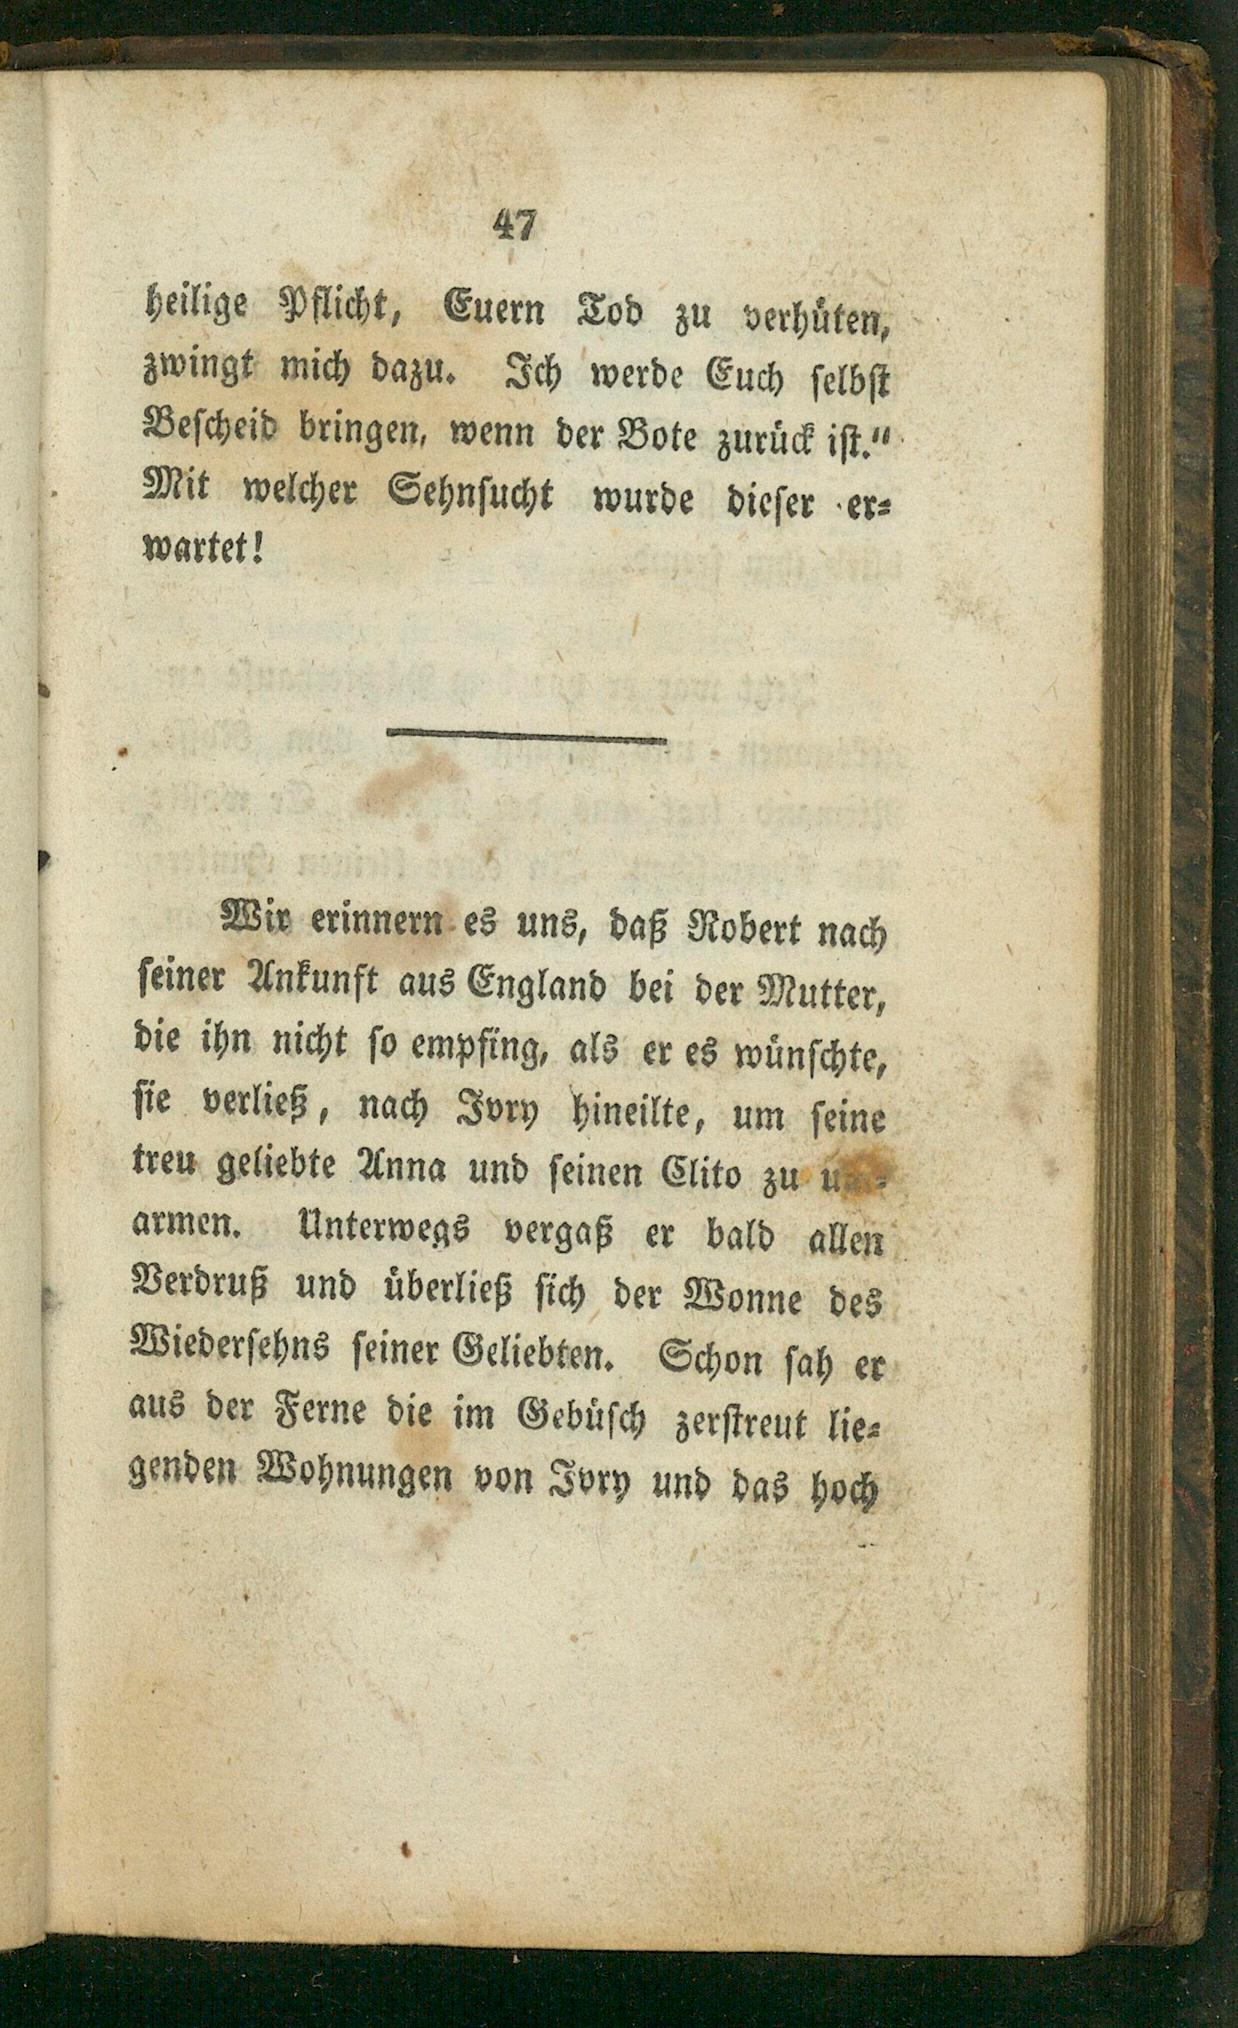 47
heilige Pflicht, Euern Tod zu verhüten,
zwingt mich dazu. Ich werde Euch selbst
Bescheid bringen, wenn der Bote zurück ist.“
Mit welcher Sehnsucht wurde dieser er-
wartet!
Wir erinnern es uns, daß Robert nach
seiner Ankunft aus England bei der Mutter,
die ihn nicht so empfing, als er es wünschte,
sie verließ, nach Ivry hineilte, um seine
treu geliebte Anna und seinen Clito zu
armen. Unterwegs vergaß er bald allen
Verdruß und überließ sich der Wonne des
Wiedersehns seiner Geliebten. Schon sah er
aus der Ferne die im Gebüsch zerstreut lie-
genden Wohnungen von Ivry und das hoch